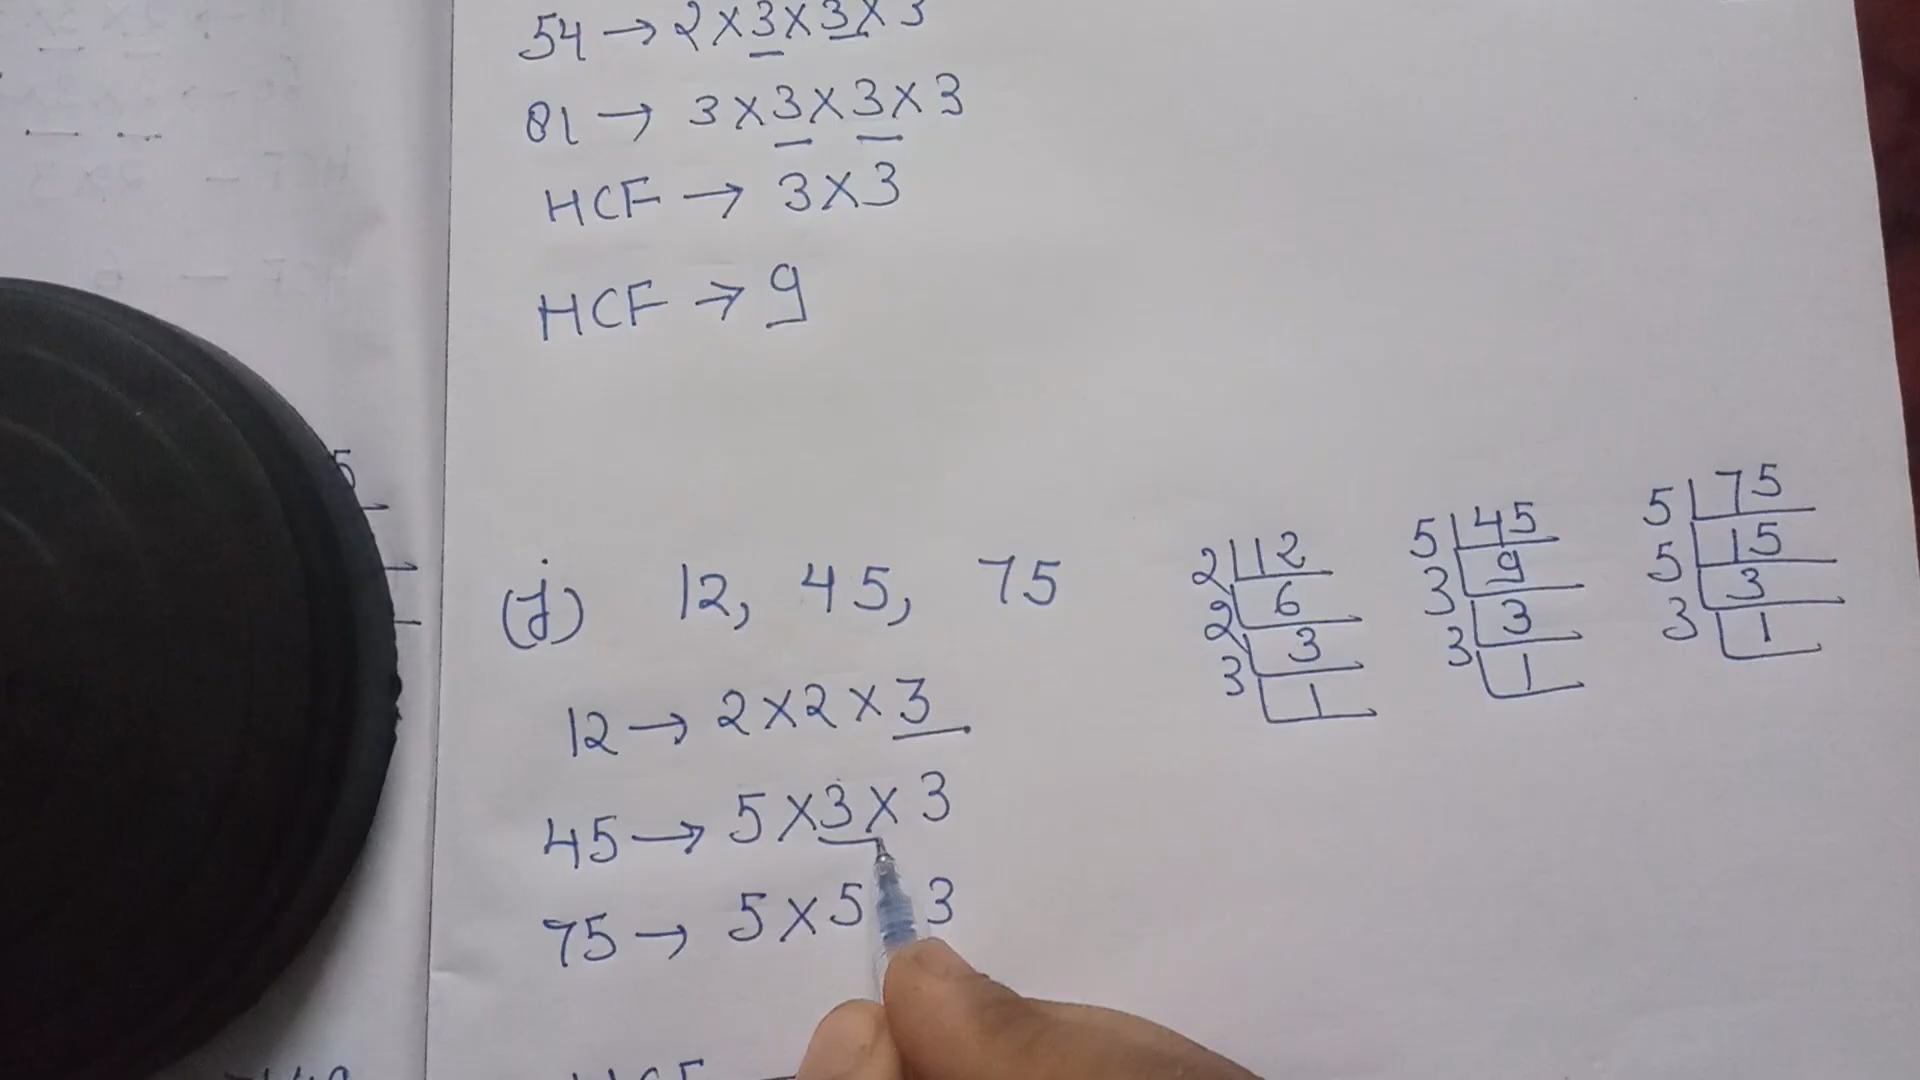 54 → 2×3×3×3
81 → 3×3×3×3
HCF → 3×3
HCF → 9
(j) 12, 45, 75
12 → 2×2×3
45 → 5×3×3
75 → 5×5 3
HCF
2 | 12
2 | 6
3 | 3
1
5 | 45
3 | 9
3 | 3
1
5 | 75
5 | 15
3 | 3
1
5